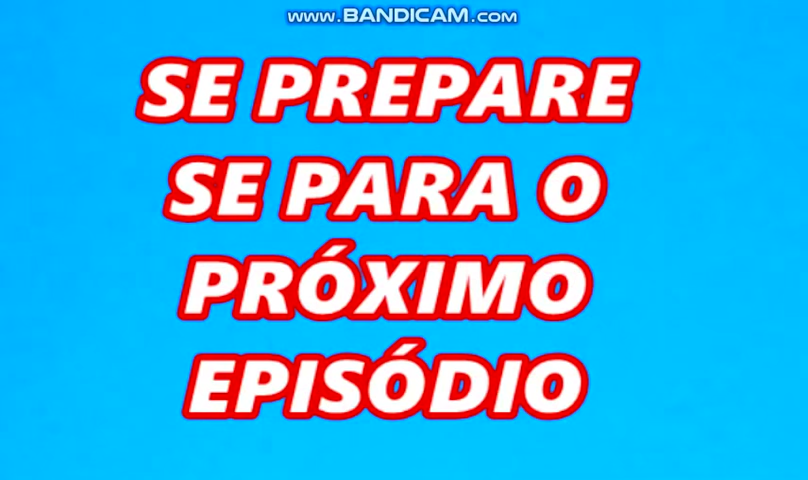 www.BANDICAM.com
SE PREPARE
SE PARA O
PRÓXIMO
EPISÓDIO